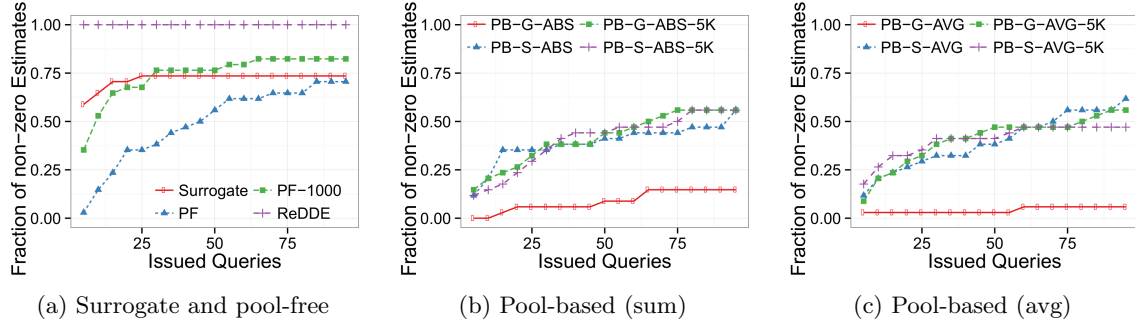 Fraction of non-zero Estimates
1.00
0.75
0.50
0.25
0.00
Surrogate
PF
PF-1000
ReDDE
25
50
75
Issued Queries
(a) Surrogate and pool-free
Fraction of non-zero Estimates
1.00
0.75
0.50
0.25
0.00
PB-G-ABS
PB-S-ABS
PB-G-ABS-5K
PB-S-ABS-5K
25
50
75
Issued Queries
(b) Pool-based (sum)
Fraction of non-zero Estimates
1.00
0.75
0.50
0.25
0.00
PB-G-AVG
PB-S-AVG
PB-G-AVG-5K
PB-S-AVG-5K
25
50
75
Issued Queries
(c) Pool-based (avg)